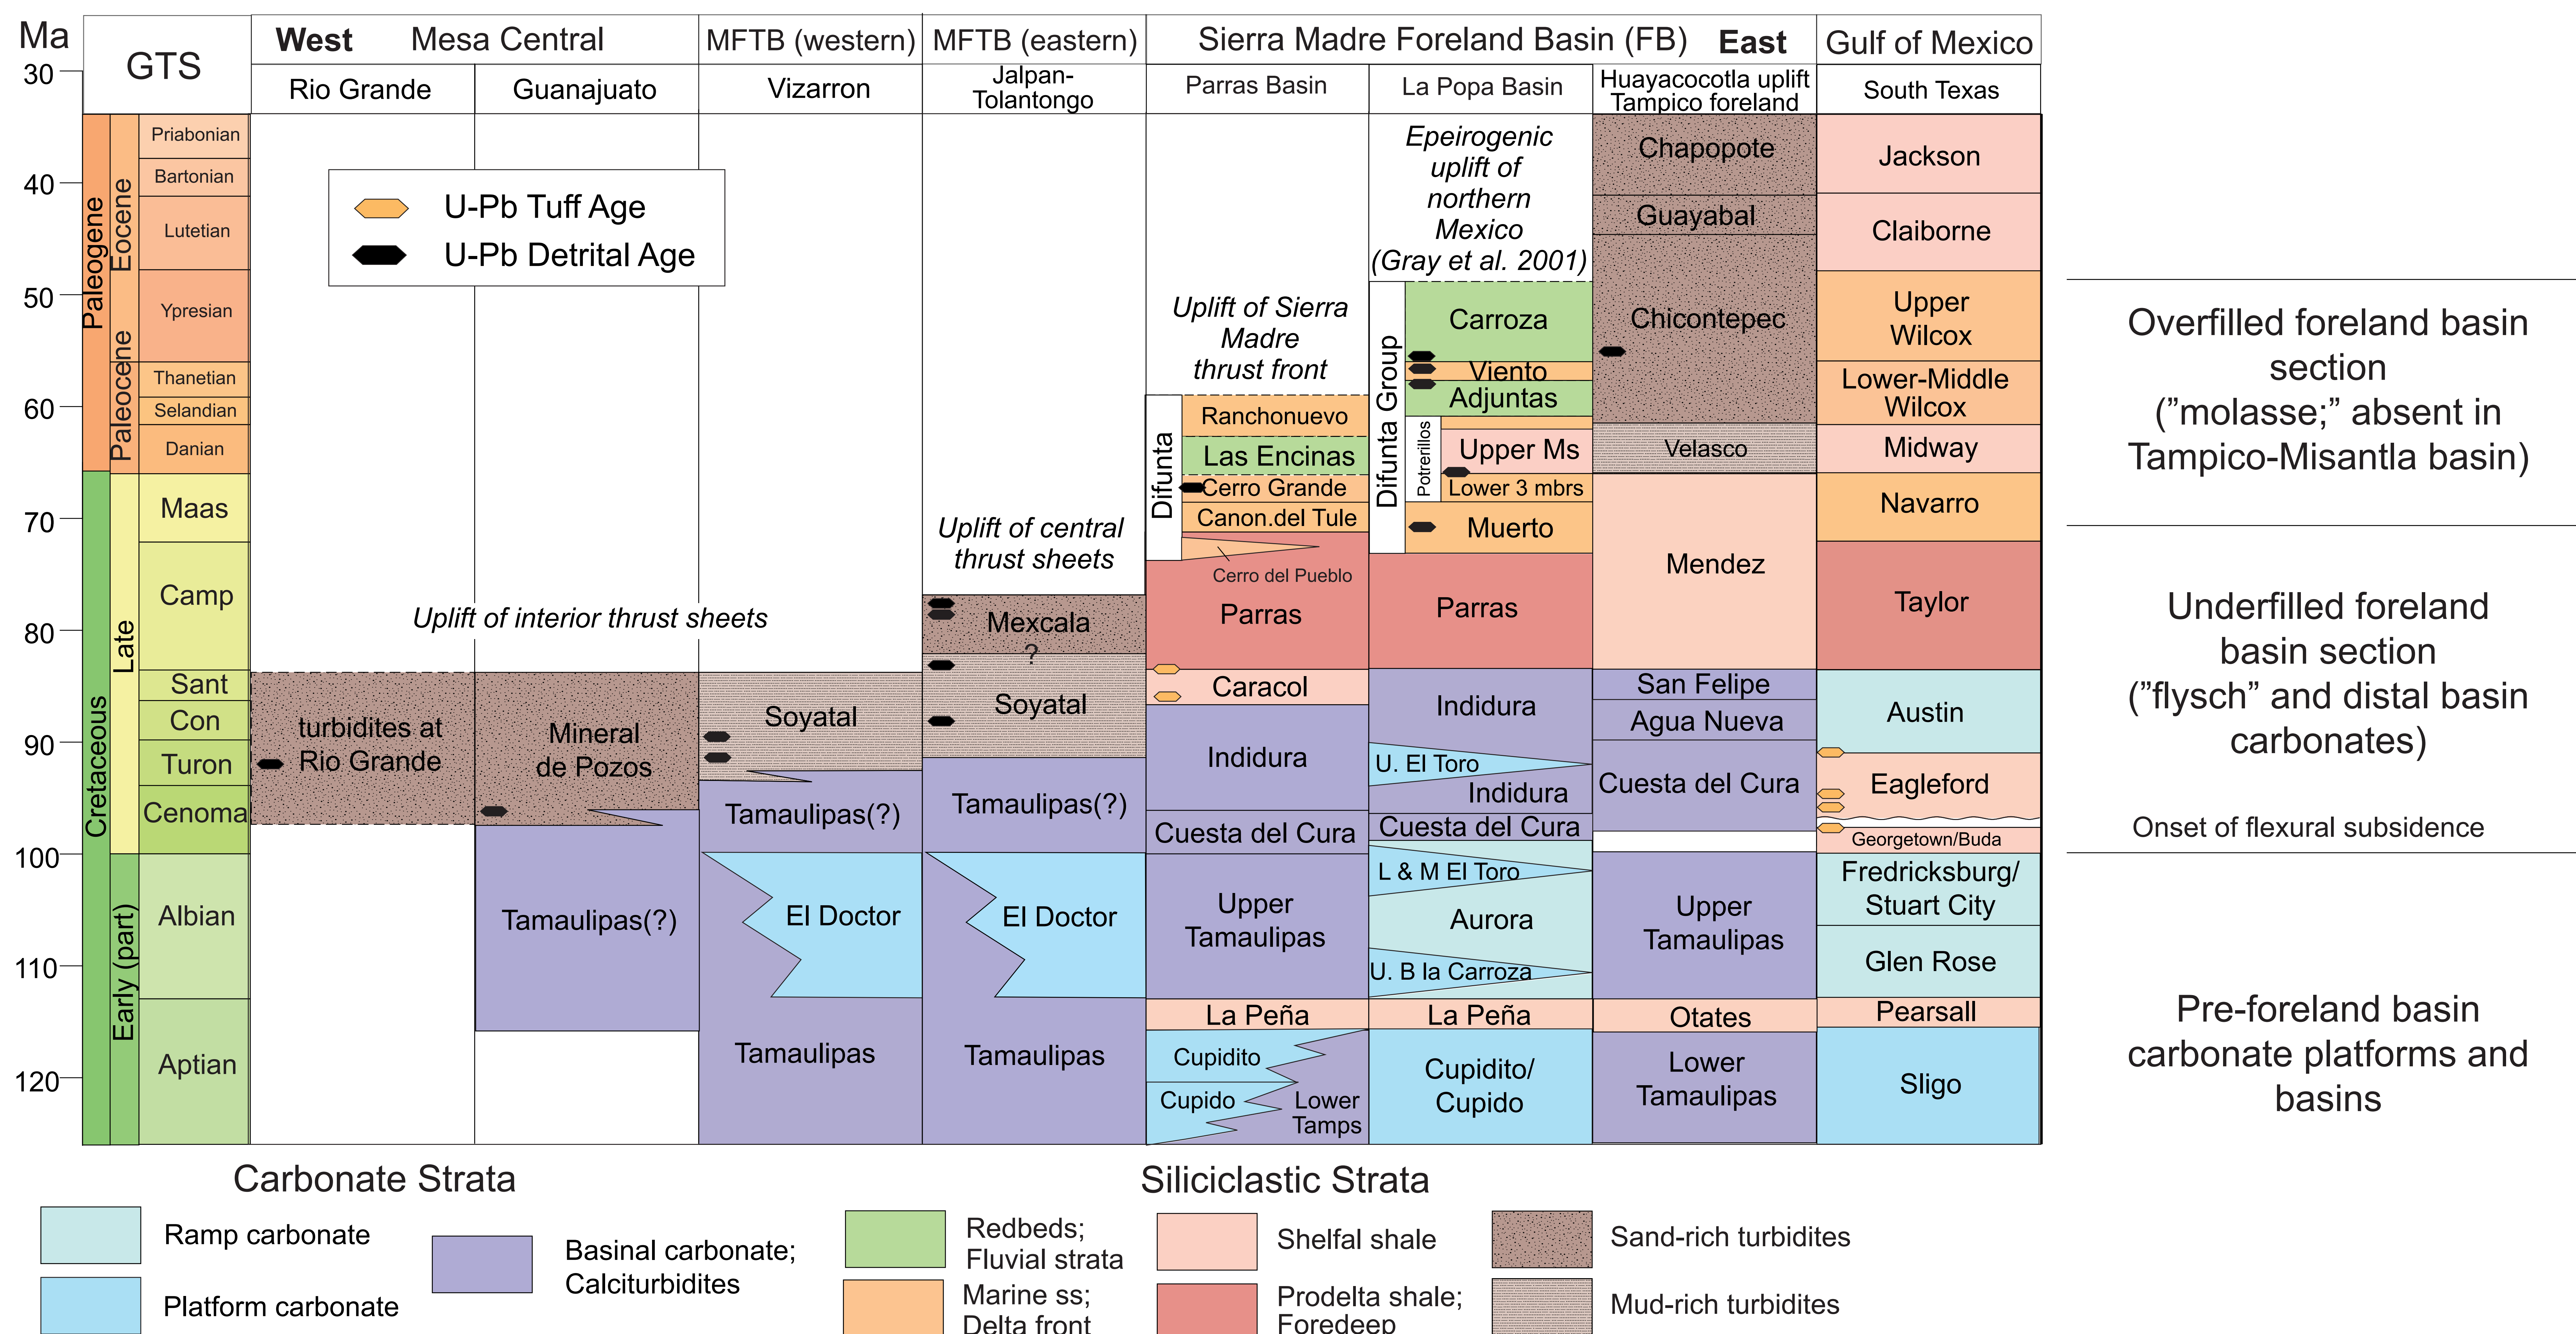 Ma
GTS
West Mesa Central
MFTB (western)
MFTB (eastern)
Sierra Madre Foreland Basin (FB) East
Gulf of Mexico
Rio Grande
Guanajuato
Vizarron
Jalpan-
Tolantongo
Parras Basin
La Popa Basin
Huayacocotla uplift
Tampico foreland
South Texas
30
40
50
60
70
80
90
100
110
120
Paleogene
Cretaceous
Eocene
Paleocene
Late
Early (part)
Priabonian
Bartonian
Lutetian
Ypresian
Thanetian
Selandian
Danian
Maas
Camp
Sant
Con
Turon
Cenoma
Albian
Aptian
U-Pb Tuff Age
U-Pb Detrital Age
Uplift of interior thrust sheets
turbidites at
Rio Grande
Mineral
de Pozos
Tamaulipas(?)
Soyatal
Tamaulipas(?)
El Doctor
Tamaulipas
Uplift of central
thrust sheets
Mexcala
?
Soyatal
Tamaulipas(?)
El Doctor
Tamaulipas
Uplift of Sierra
Madre
thrust front
Difunta
Ranchonuevo
Las Encinas
Cerro Grande
Canon.del Tule
Cerro del Pueblo
Parras
Caracol
Indidura
Cuesta del Cura
Upper
Tamaulipas
La Peña
Cupidito
Cupido
Lower
Tamps
Epeirogenic
uplift of
northern
Mexico
(Gray et al. 2001)
Difunta Group
Carroza
Viento
Adjuntas
Potrerillos
Upper Ms
Lower 3 mbrs
Muerto
Parras
Indidura
U. El Toro
Indidura
Cuesta del Cura
L & M El Toro
Aurora
U. B la Carroza
La Peña
Cupidito/
Cupido
Chapopote
Guayabal
Chicontepec
Velasco
Mendez
San Felipe
Agua Nueva
Cuesta del Cura
Upper
Tamaulipas
Otates
Lower
Tamaulipas
Jackson
Claiborne
Upper
Wilcox
Lower-Middle
Wilcox
Midway
Navarro
Taylor
Austin
Eagleford
Georgetown/Buda
Fredricksburg/
Stuart City
Glen Rose
Pearsall
Sligo
Overfilled foreland basin
section
(”molasse;” absent in
Tampico-Misantla basin)
Underfilled foreland
basin section
(”flysch” and distal basin
carbonates)
Onset of flexural subsidence
Pre-foreland basin
carbonate platforms and
basins
Carbonate Strata
Ramp carbonate
Platform carbonate
Basinal carbonate;
Calciturbidites
Siliciclastic Strata
Redbeds;
Fluvial strata
Marine ss;
Delta front
Shelfal shale
Prodelta shale;
Foredeep
Sand-rich turbidites
Mud-rich turbidites